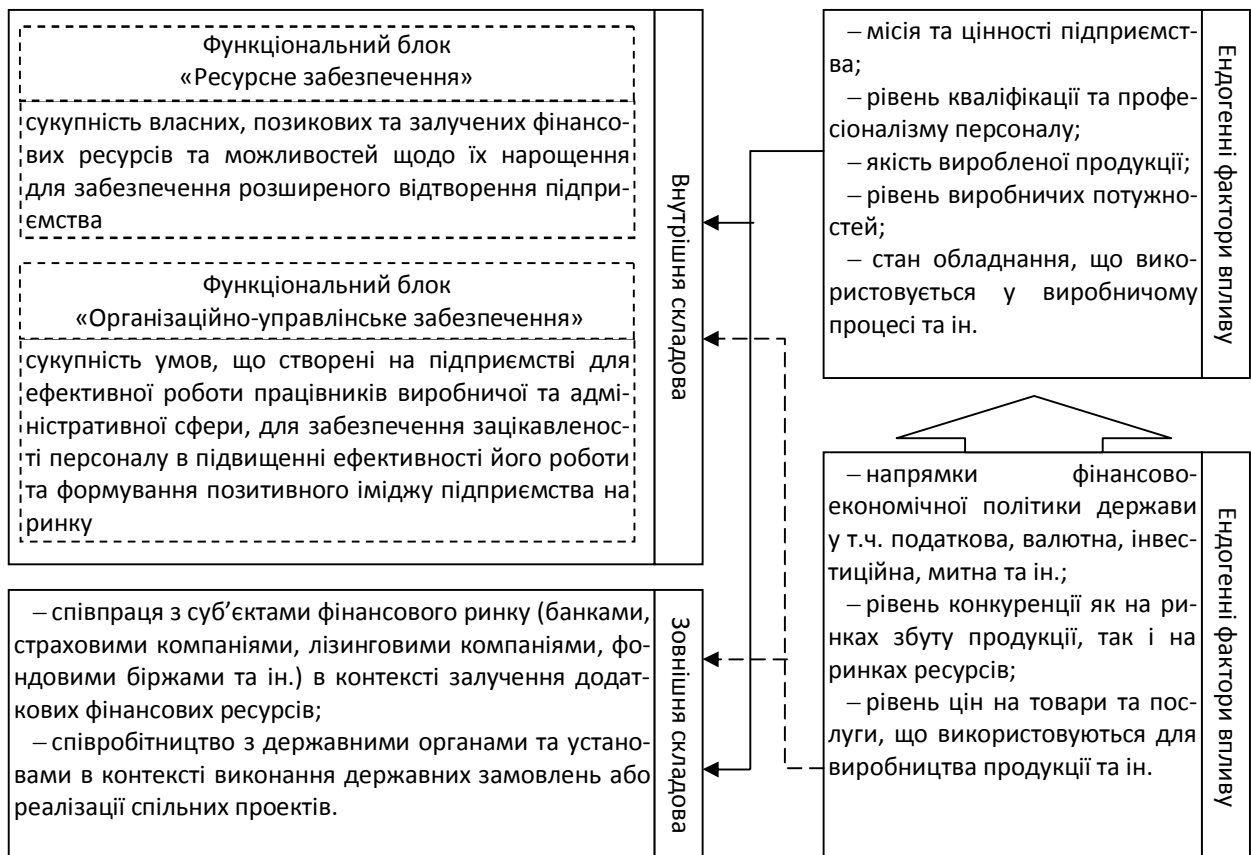 Функціональний блок
«Ресурсне забезпечення»
сукупність власних, позикових та залучених фінансо-
вих ресурсів та можливостей щодо їх нарощення
для забезпечення розширеного відтворення підпри-
ємства
Функціональний блок
«Організаційно-управлінське забезпечення»
сукупність умов, що створені на підприємстві для
ефективної роботи працівників виробничої та адмі-
ністративної сфери, для забезпечення зацікавленос-
ті персоналу в підвищенні ефективності його роботи
та формування позитивного іміджу підприємства на
ринку
Внутрішня складова
– співпраця з суб’єктами фінансового ринку (банками,
страховими компаніями, лізинговими компаніями, фо-
ндовими біржами та ін.) в контексті залучення додат-
кових фінансових ресурсів;
– співробітництво з державними органами та устано-
вами в контексті виконання державних замовлень або
реалізації спільних проектів.
Зовнішня складова
– місія та цінності підприємст-
ва;
– рівень кваліфікації та профе-
сіоналізму персоналу;
– якість виробленої продукції;
– рівень виробничих потужно-
стей;
– стан обладнання, що вико-
ристовується у виробничому
процесі та ін.
Ендогенні фактори впливу
– напрямки фінансово-
економічної політики держави
у т.ч. податкова, валютна, інвес-
тиційна, митна та ін.;
– рівень конкуренції як на ри-
нках збуту продукції, так і на
ринках ресурсів;
– рівень цін на товари та пос-
луги, що використовуються для
виробництва продукції та ін.
Ендогенні фактори впливу